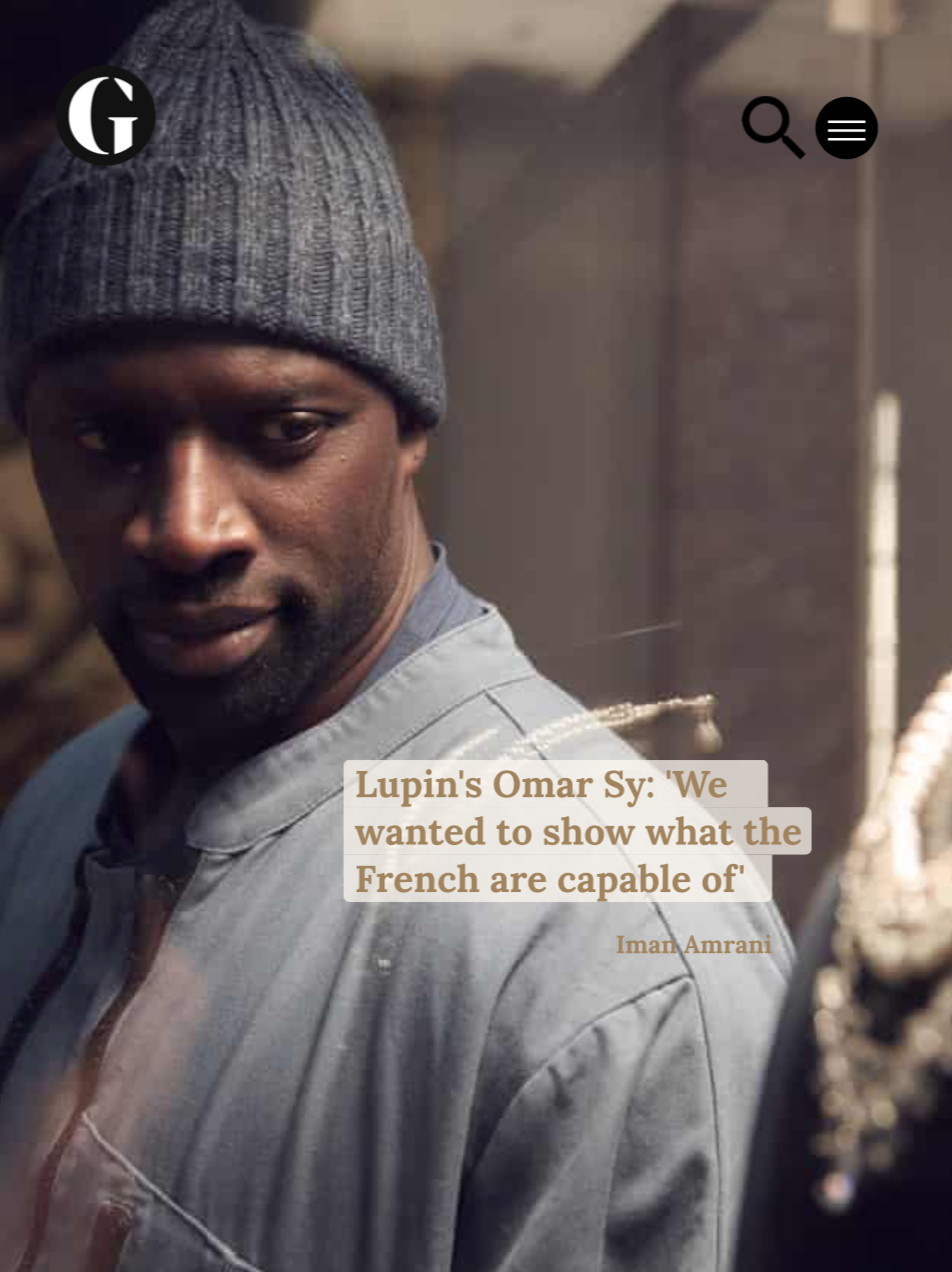 G
Lupin's Omar Sy: 'We
wanted to show what the
French are capable of'
Iman Amrani